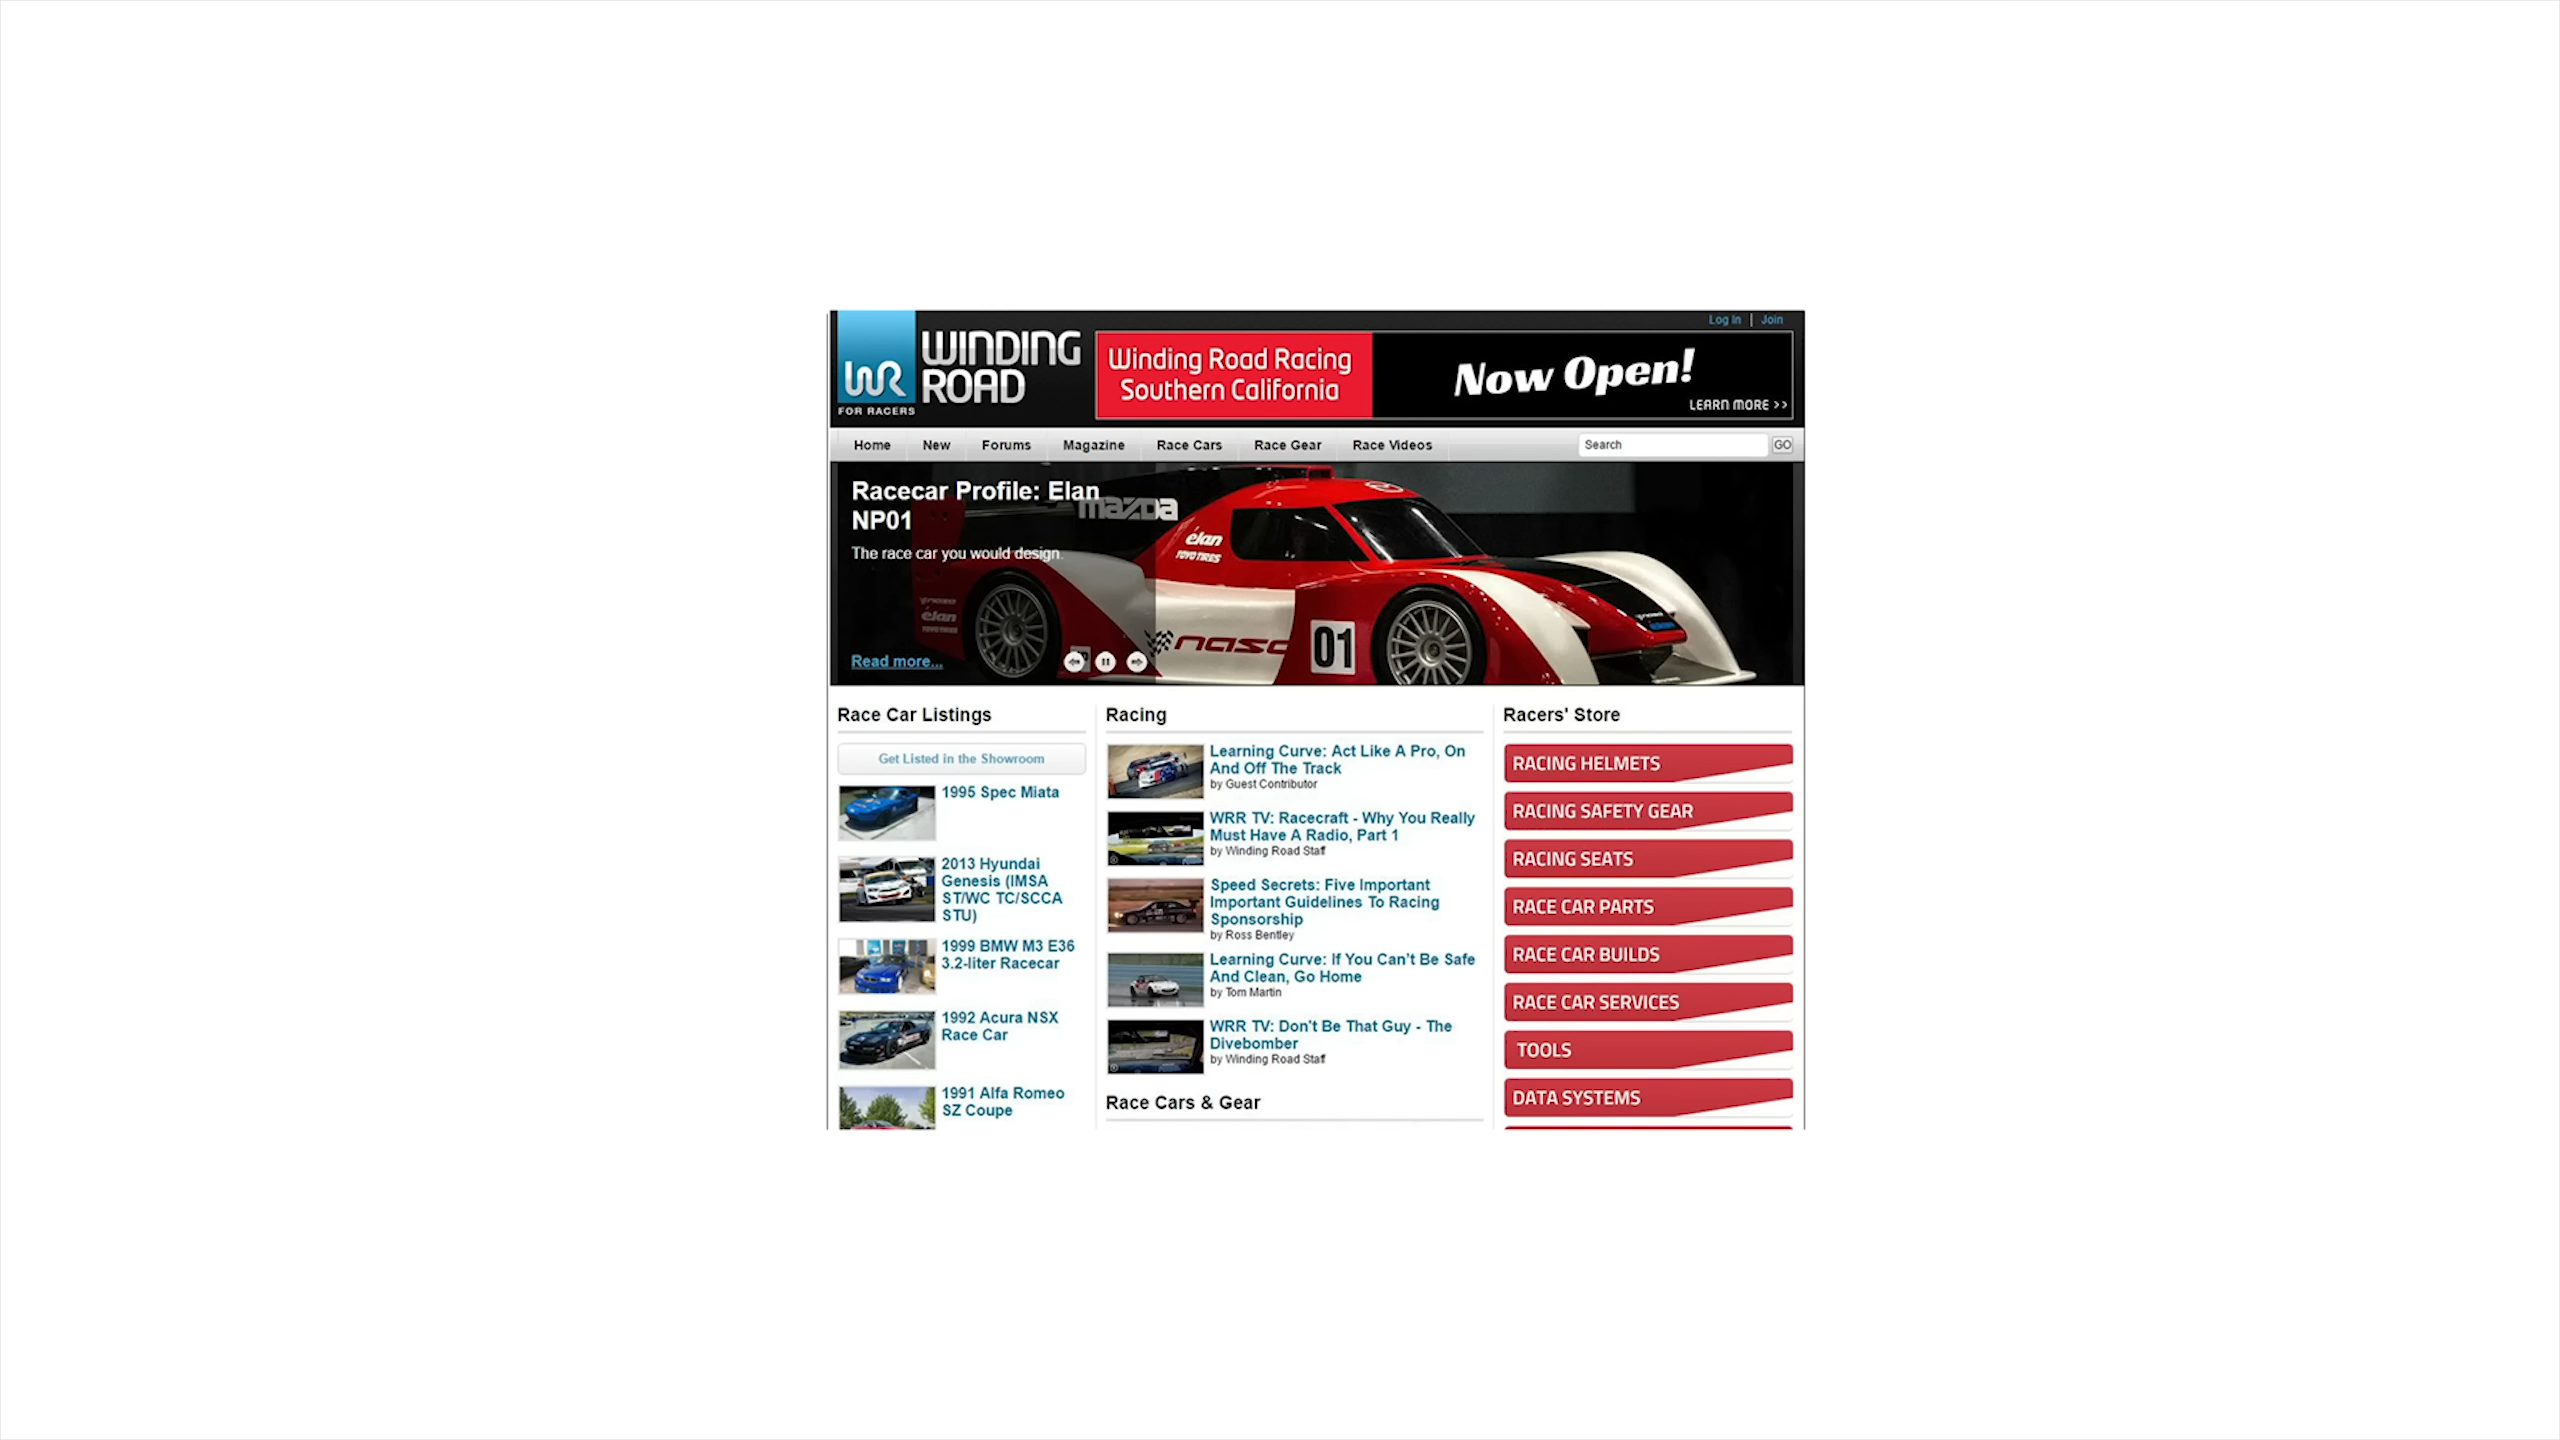 Log In | Join
WR
FOR RACERS
WINDING
ROAD
Winding Road Racing
Southern California
Now Open!
LEARN MORE >>
Home
New
Forums
Magazine
Race Cars
Race Gear
Race Videos
Search
GO
Racecar Profile: Elan
NP01
The race car you would design.
Read more...
mazda
élan
TOYO TIRES
élan
TOYO TIRES
nasa
01
Race Car Listings
Get Listed in the Showroom
1995 Spec Miata
2013 Hyundai
Genesis (IMSA
ST/WC TC/SCCA
STU)
1999 BMW M3 E36
3.2-liter Racecar
1992 Acura NSX
Race Car
1991 Alfa Romeo
SZ Coupe
Racing
Learning Curve: Act Like A Pro, On
And Off The Track
by Guest Contributor
WRR TV: Racecraft - Why You Really
Must Have A Radio, Part 1
by Winding Road Staff
Speed Secrets: Five Important
Important Guidelines To Racing
Sponsorship
by Ross Bentley
Learning Curve: If You Can't Be Safe
And Clean, Go Home
by Tom Martin
WRR TV: Don't Be That Guy - The
Divebomber
by Winding Road Staff
Race Cars & Gear
Racers' Store
RACING HELMETS
RACING SAFETY GEAR
RACING SEATS
RACE CAR PARTS
RACE CAR BUILDS
RACE CAR SERVICES
TOOLS
DATA SYSTEMS